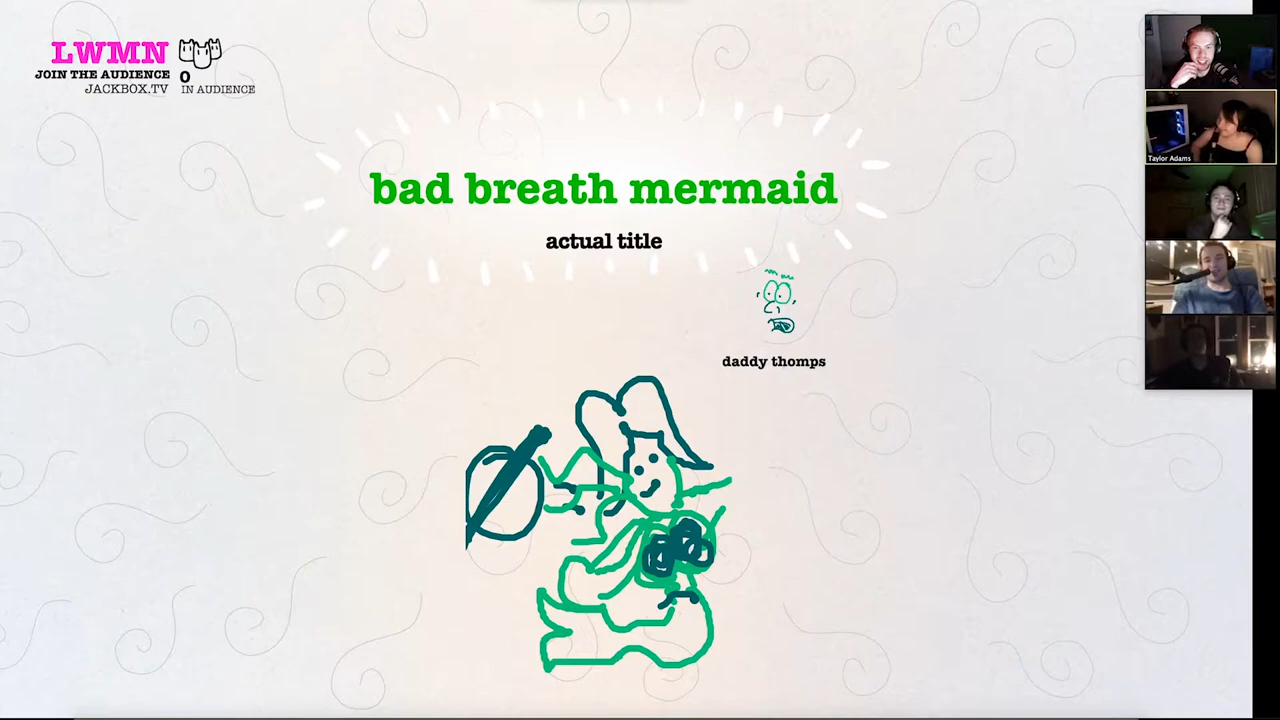 LWMN
JOIN THE AUDIENCE
JACKBOX.TV
0
IN AUDIENCE
bad breath mermaid
actual title
daddy thomps
Taylor Adams